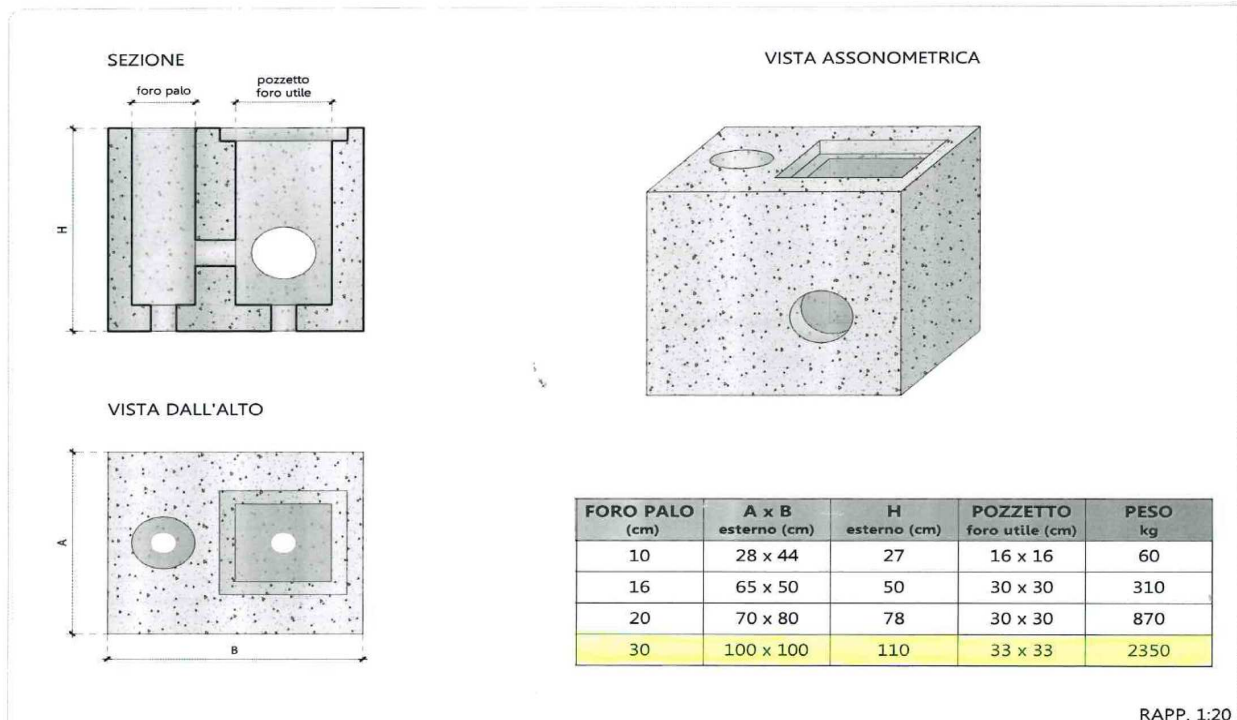 SEZIONE
foro palo
pozzetto
foro utile
H
VISTA ASSONOMETRICA
VISTA DALL'ALTO
A
B
FORO PALO (cm) A x B esterno (cm) H esterno (cm) POZZETTO foro utile (cm) PESO kg
10 28 x 44 27 16 x 16 60
16 65 x 50 50 30 x 30 310
20 70 x 80 78 30 x 30 870
30 100 x 100 110 33 x 33 2350
RAPP. 1:20